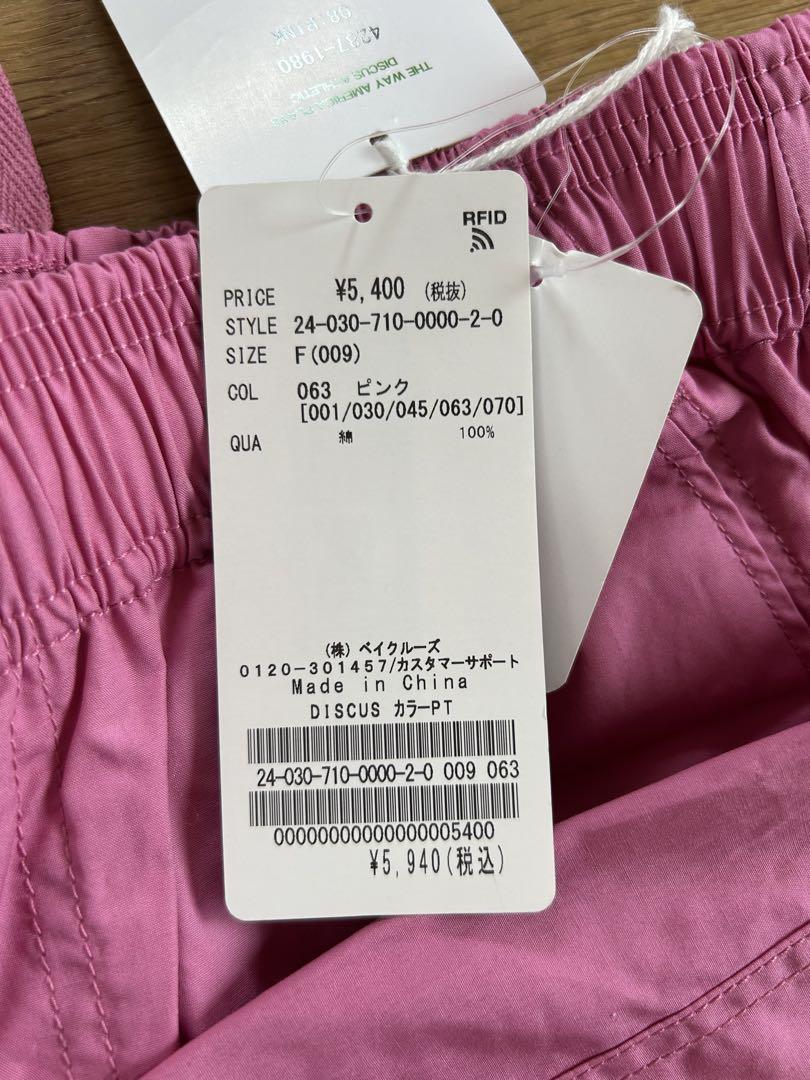 THE WAY AMERICA PLAYS
DISCUS ATHLETIC
4237-1980
98 PINK
RFID
PRICE ¥5,400 (税抜)
STYLE 24-030-710-0000-2-0
SIZE F(009)
COL 063 ピンク
[001/030/045/063/070]
QUA 綿 100%
(株) ベイクルーズ
0120-301457/カスタマーサポート
Made in China
DISCUS カラーPT
24-030-710-0000-2-0 009 063
00000000000000005400
¥5,940(税込)